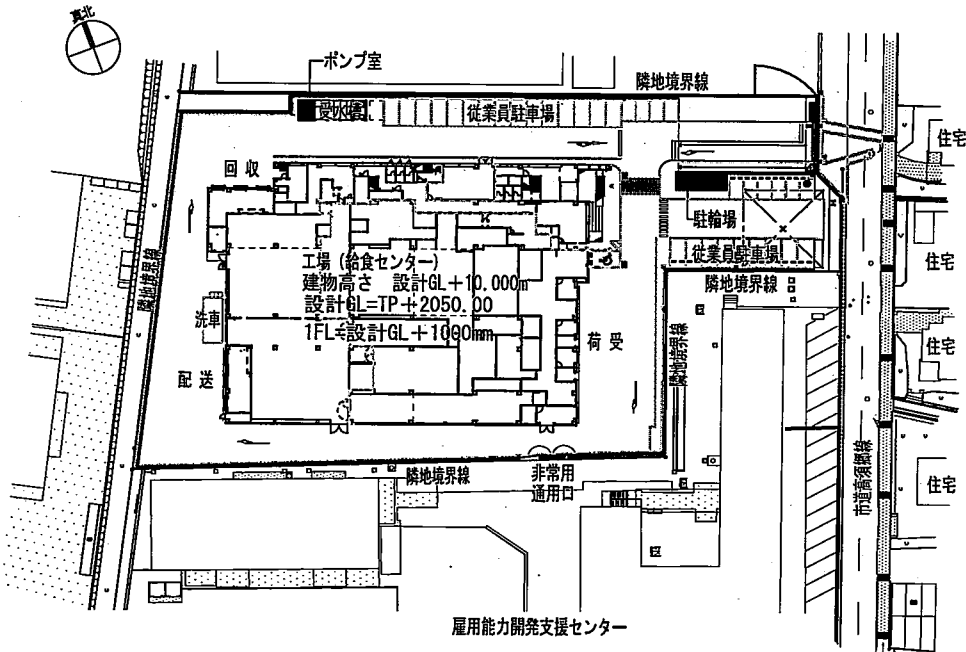 真北
ポンプ室
隣地境界線
受水槽
従業員駐車場
住宅
回収
駐輪場
従業員駐車場
住宅
隣地境界線
工場（給食センター）
建物高さ　設計GL+10.000m
設計GL=TP+2050.00
1FL=設計GL+1000mm
隣地境界線
洗車
荷受
隣地境界線
住宅
配送
隣地境界線
非常用
通用口
市道高須郷線
住宅
雇用能力開発支援センター